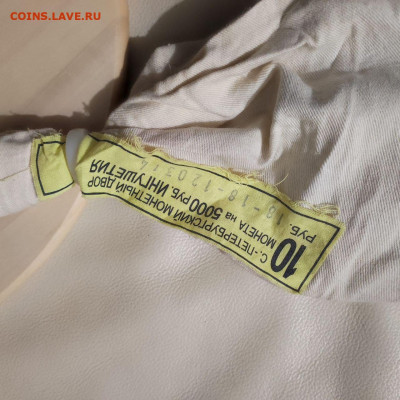 COINS.LAVE.RU
С.-ПЕТЕРБУРГСКИЙ МОНЕТНЫЙ ДВОР
10 МОНЕТА на 5000 РУБ. ИНГУШЕТИЯ
РУБ.